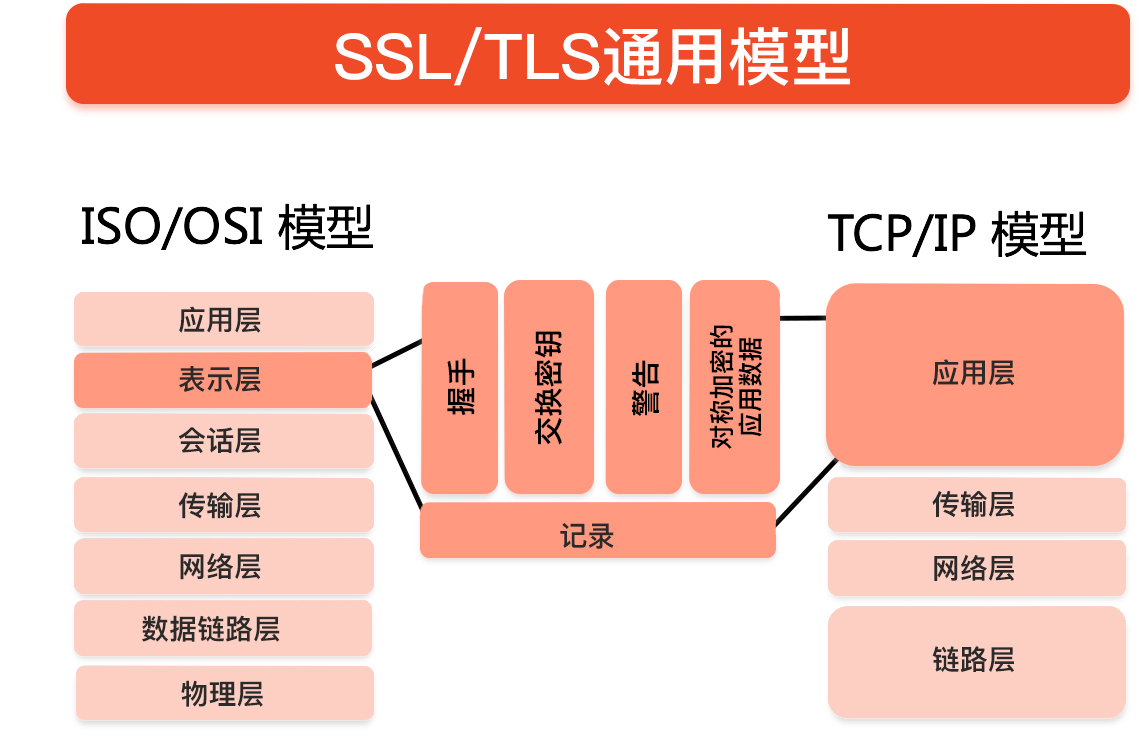 SSL/TLS通用模型
ISO/OSI 模型
TCP/IP 模型
应用层
表示层
会话层
传输层
网络层
数据链路层
物理层
握手
交换密钥
警告
对称加密的
应用数据
记录
应用层
传输层
网络层
链路层